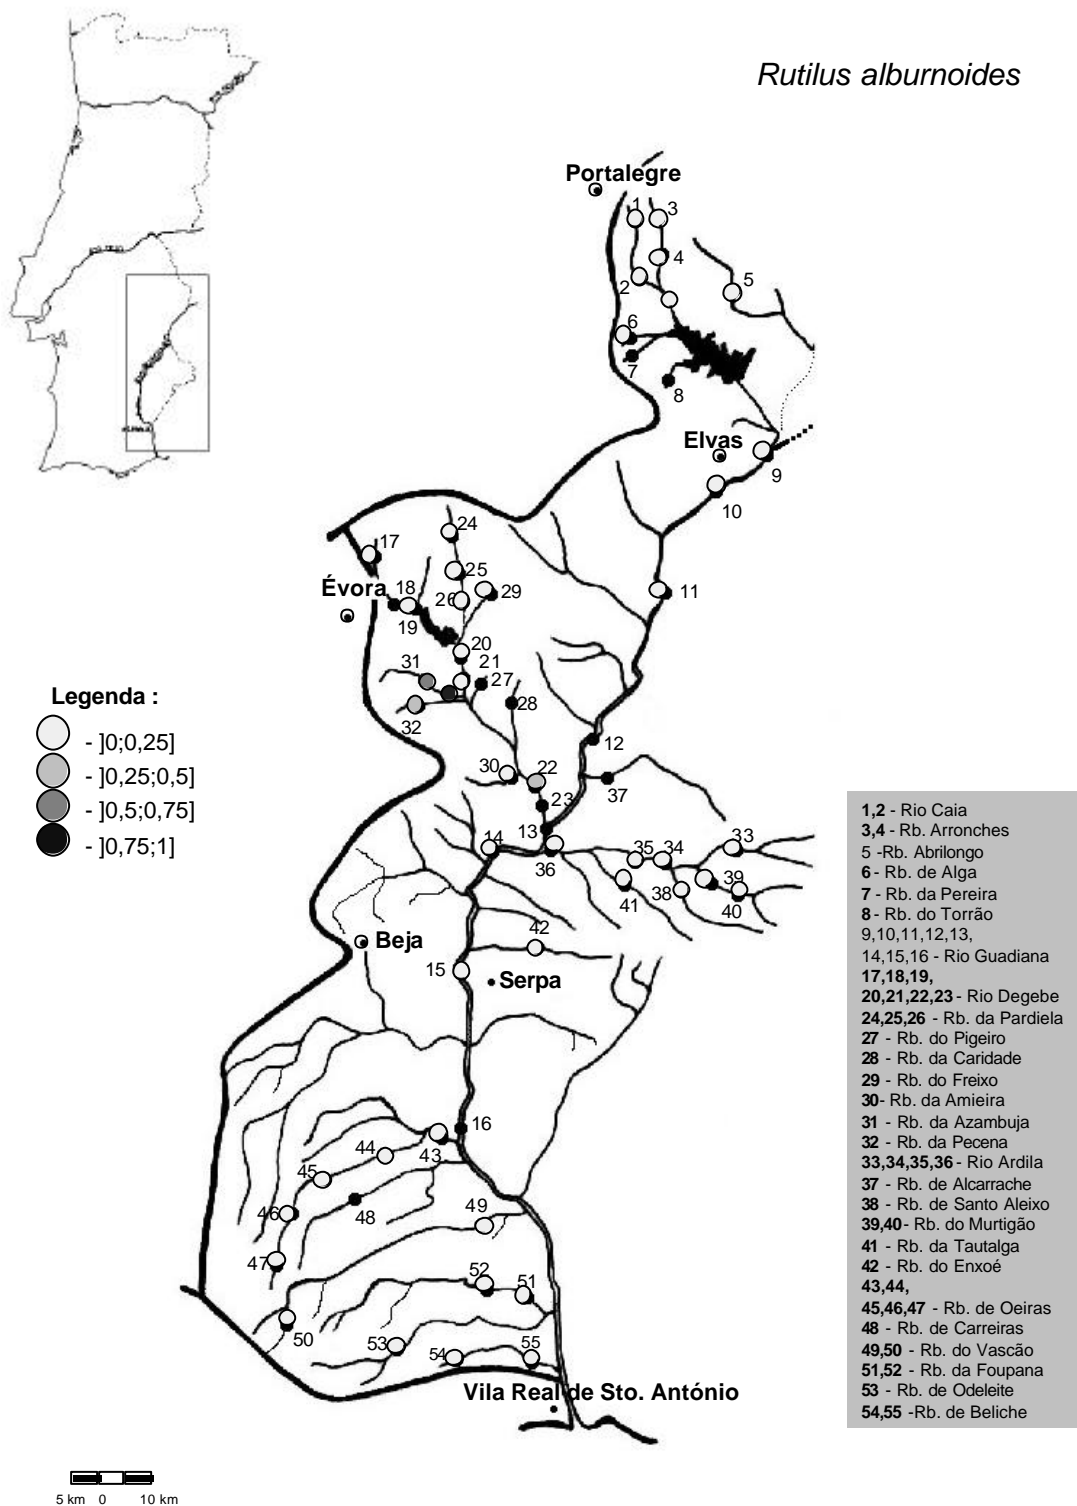 Rutilus alburnoides
Portalegre
1
3
4
2
5
6
7
8
Elvas
9
10
24
17
25
Évora
18
26
29
11
19
20
31
21
27
28
32
12
30
22
37
23
13
14
36
35
34
33
39
41
38
40
42
Beja
15
Serpa
16
43
44
45
48
46
49
47
52
51
50
53
54
55
Vila Real de Sto. António
Legenda :
- ]0;0,25]
- ]0,25;0,5]
- ]0,5;0,75]
- ]0,75;1]
1,2 - Rio Caia
3,4 - Rb. Arronches
5 -Rb. Abrilongo
6 - Rb. de Alga
7 - Rb. da Pereira
8 - Rb. do Torrão
9,10,11,12,13,
14,15,16 - Rio Guadiana
17,18,19,
20,21,22,23 - Rio Degebe
24,25,26 - Rb. da Pardiela
27 - Rb. do Pigeiro
28 - Rb. da Caridade
29 - Rb. do Freixo
30- Rb. da Amieira
31 - Rb. da Azambuja
32 - Rb. da Pecena
33,34,35,36 - Rio Ardila
37 - Rb. de Alcarrache
38 - Rb. de Santo Aleixo
39,40- Rb. do Murtigão
41 - Rb. da Tautalga
42 - Rb. do Enxoé
43,44,
45,46,47 - Rb. de Oeiras
48 - Rb. de Carreiras
49,50 - Rb. do Vascão
51,52 - Rb. da Foupana
53 - Rb. de Odeleite
54,55 -Rb. de Beliche
5 km 0 10 km